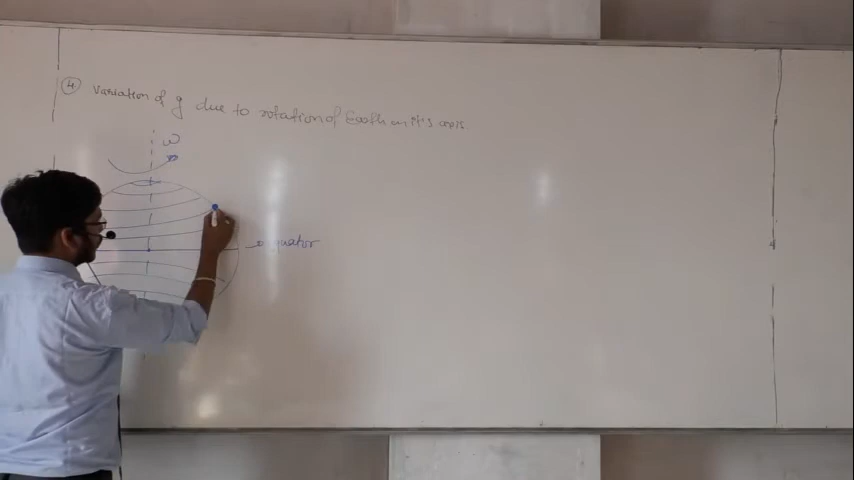 4 Variation of g due to rotation of Earth on it's axis.
ω
equator